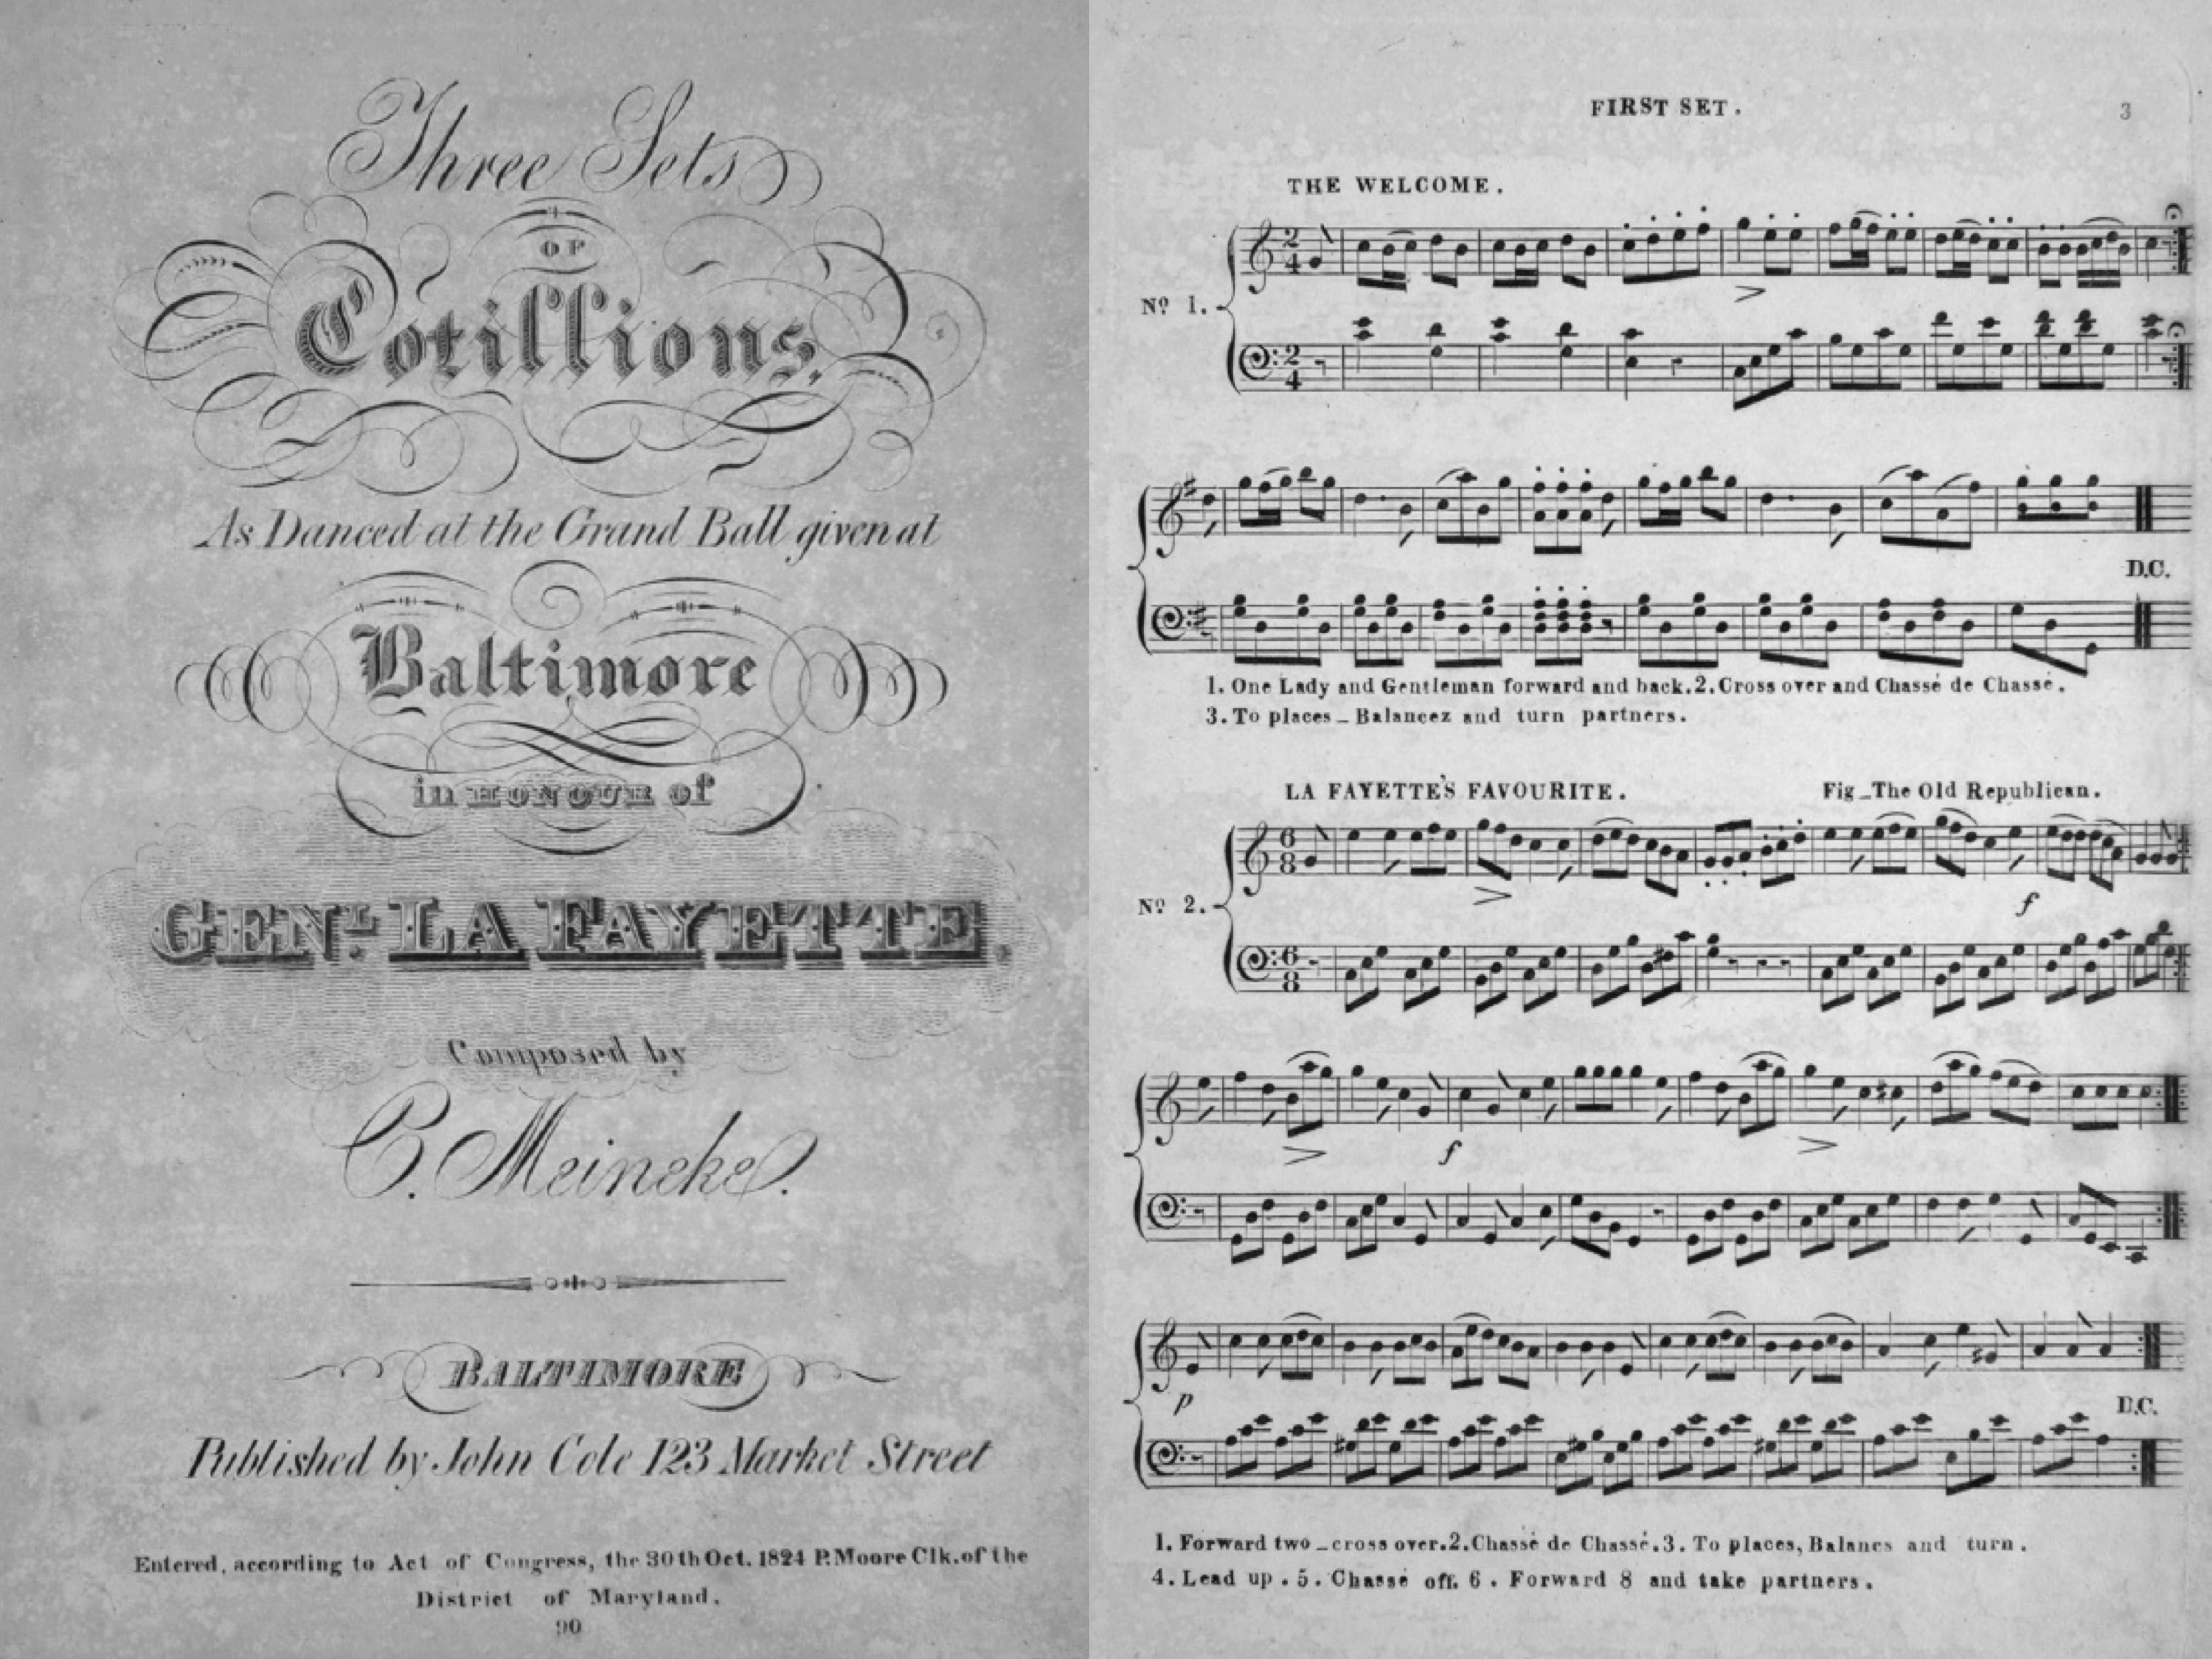 Three Sets
OF
Cotillions,
As Danced at the Grand Ball given at
Baltimore
in HONOUR of
GENL. LA FAYETTE.
Composed by
C. Meineke.
BALTIMORE
Published by John Cole 123 Market Street
Entered, according to Act of Congress, the 30th Oct. 1824 P. Moore Clk. of the
District of Maryland.
90
FIRST SET.
3
THE WELCOME.
No 1.
D.C.
1. One Lady and Gentleman forward and back. 2. Cross over and Chassé de Chassé.
3. To places _ Balancez and turn partners.
LA FAYETTE'S FAVOURITE. Fig _ The Old Republican.
No 2.
f
f
p
D.C.
1. Forward two _ cross over. 2. Chassé de Chassé. 3. To places, Balance and turn.
4. Lead up. 5. Chassé off. 6. Forward 8 and take partners.